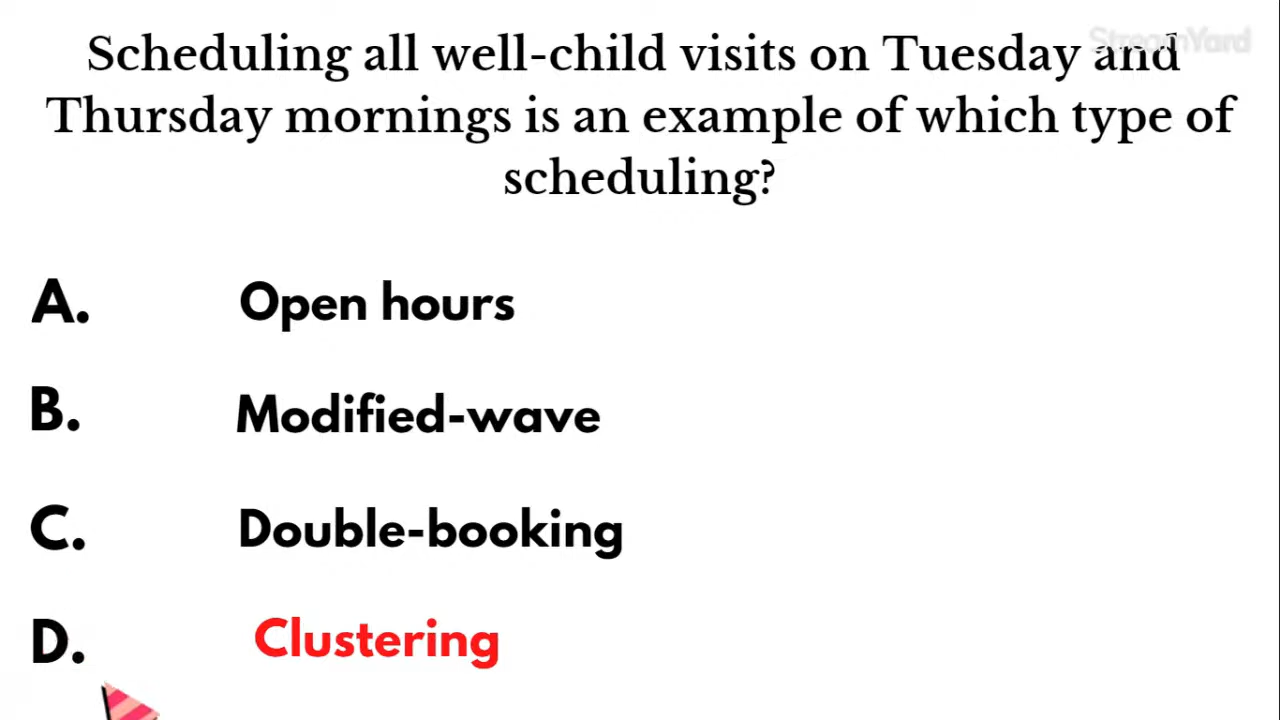 StreamYard
Scheduling all well-child visits on Tuesday and
Thursday mornings is an example of which type of
scheduling?
A. Open hours
B. Modified-wave
C. Double-booking
D. Clustering